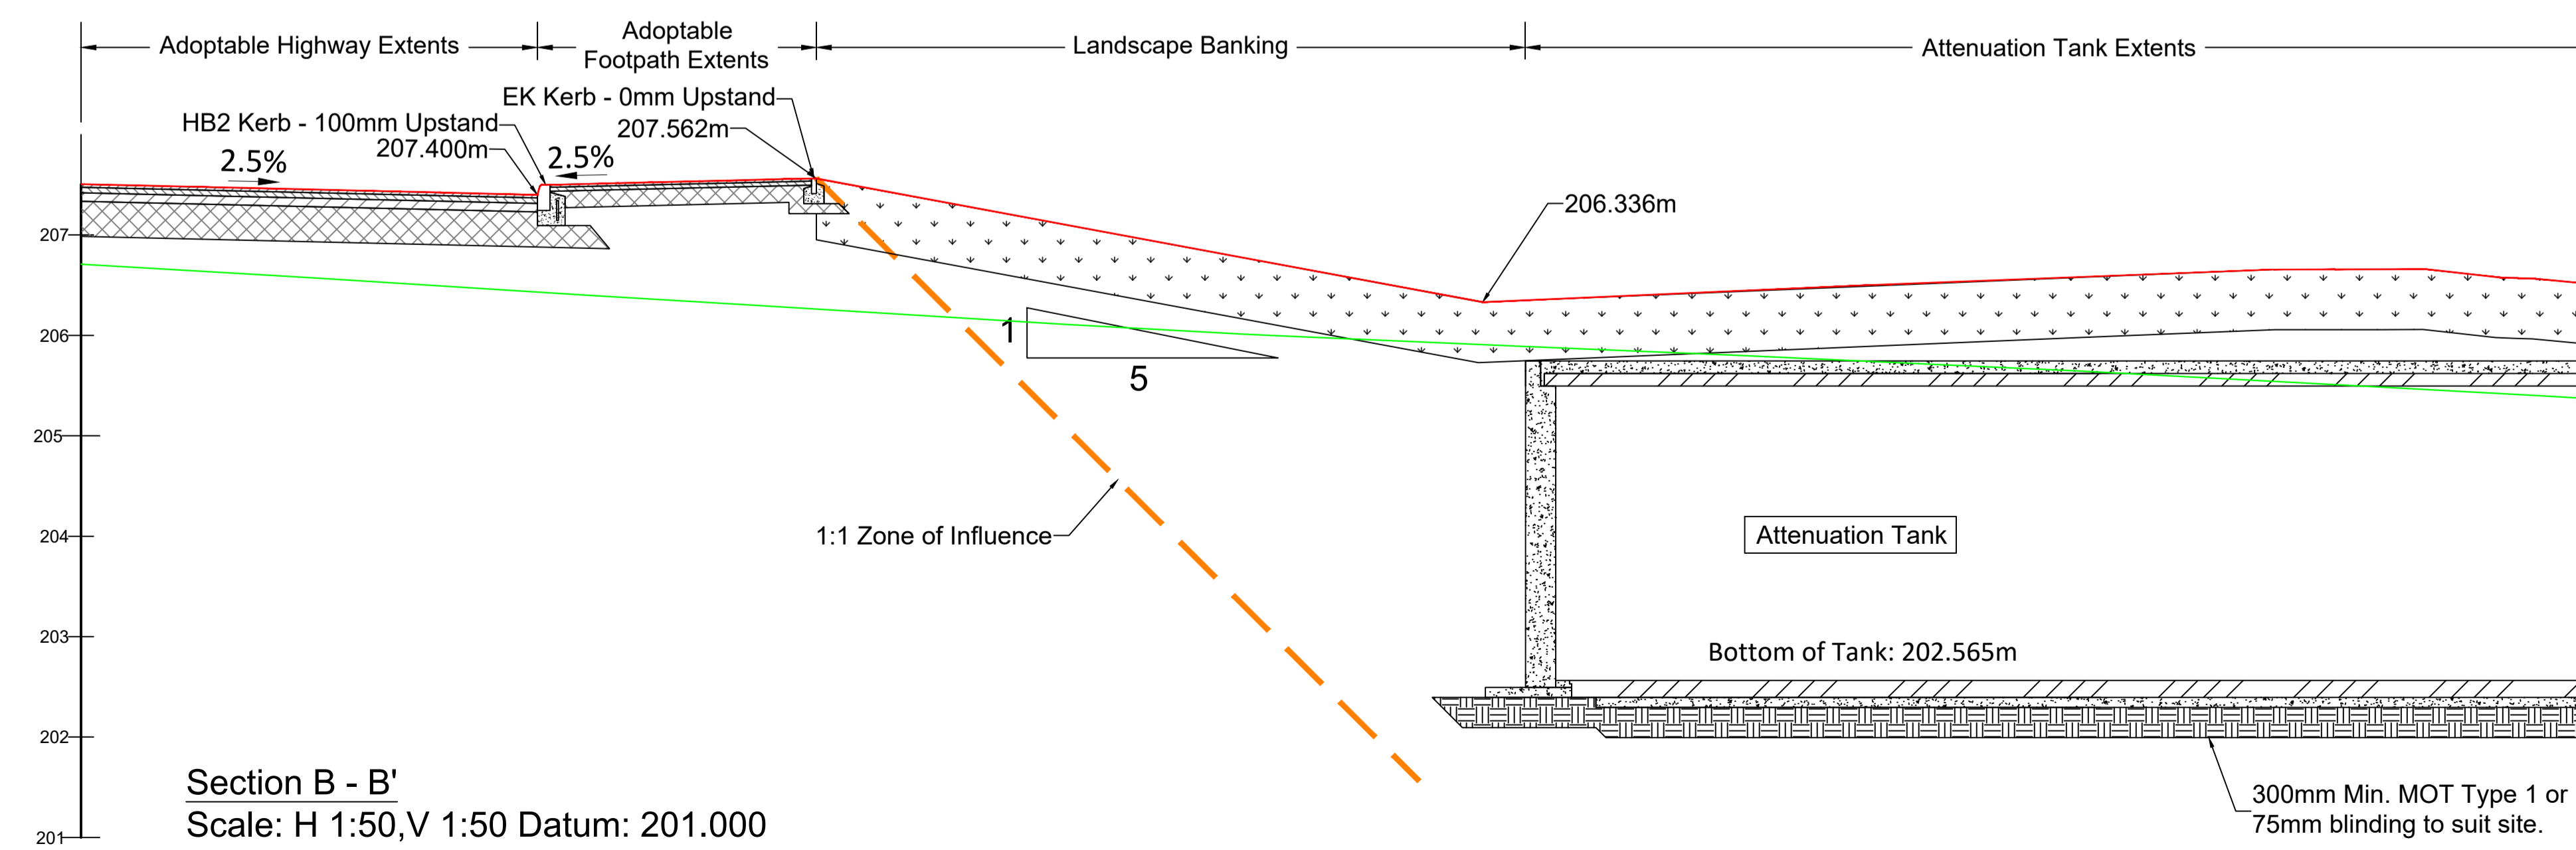 Adoptable Highway Extents
Adoptable
Footpath Extents
Landscape Banking
Attenuation Tank Extents
EK Kerb - 0mm Upstand
HB2 Kerb - 100mm Upstand
207.562m
207.400m
2.5%
2.5%
206.336m
207
206
1
5
205
204
1:1 Zone of Influence
Attenuation Tank
203
Bottom of Tank: 202.565m
202
Section B - B'
Scale: H 1:50,V 1:50 Datum: 201.000
300mm Min. MOT Type 1 or
75mm blinding to suit site.
201